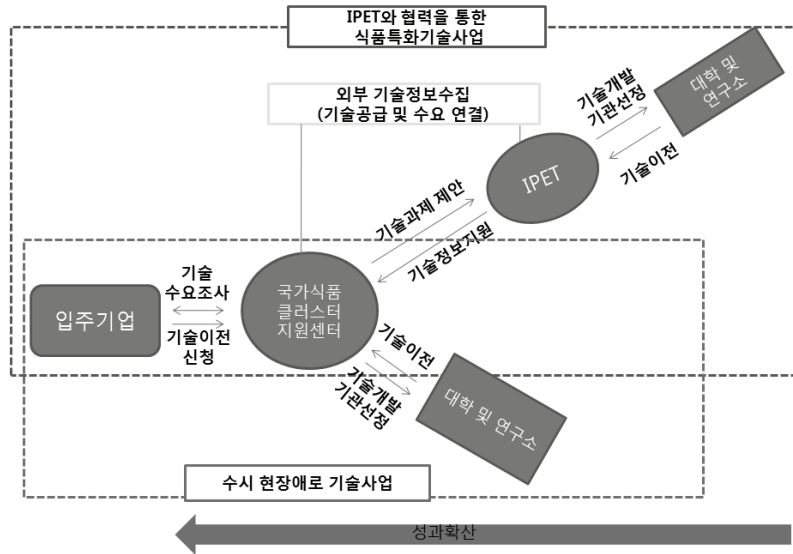 IPET와 협력을 통한
식품특화기술사업
외부 기술정보수집
(기술공급 및 수요 연결)
대학 및
연구소
기술개발
기관선정
기술이전
IPET
기술과제 제안
기술정보지원
기술
수요조사
입주기업
기술이전
신청
국가식품
클러스터
지원센터
기술이전
기술개발
기관선정
대학 및 연구소
수시 현장애로 기술사업
성과확산